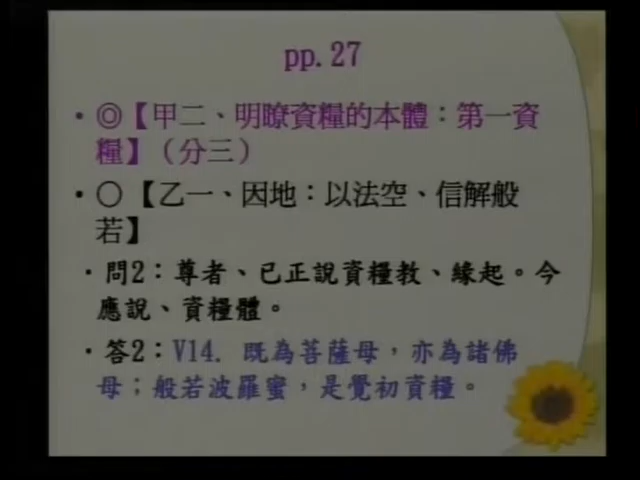 pp.27
•◎【甲二、明瞭資糧的本體：第一資
糧】（分三）
•○【乙一、因地：以法空、信解般
若】
•問2：尊者、已正說資糧教、緣起。今
應說、資糧體。
•答2：V14. 既為菩薩母，亦為諸佛
母；般若波羅蜜，是覺初資糧。